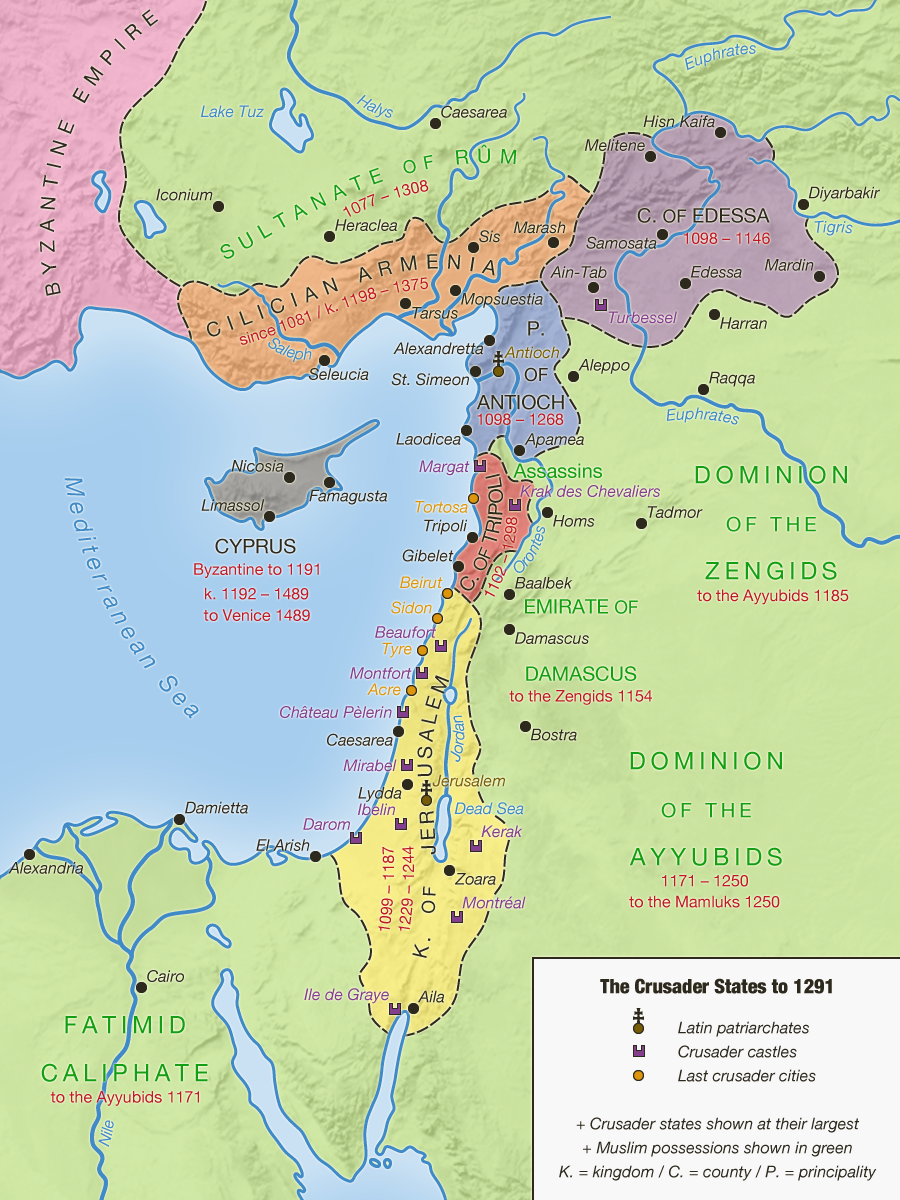 BYZANTINE EMPIRE
Euphrates
Lake Tuz
Halys
Caesarea
Hisn Kaifa
Melitene
SULTANATE OF RÛM
1077 – 1308
Iconium
Heraclea
Diyarbakir
Tigris
C. OF EDESSA
1098 – 1146
Samosata
Sis
Marash
CILICIAN ARMENIA
since 1081 / k. 1198 – 1375
Ain-Tab
Edessa
Mardin
Mopsuestia
Tarsus
Turbessel
Harran
Saleph
Seleucia
Alexandretta
P.
OF
ANTIOCH
1098 – 1268
Antioch
St. Simeon
Aleppo
Raqqa
Euphrates
Laodicea
Apamea
Nicosia
Famagusta
Limassol
CYPRUS
Byzantine to 1191
k. 1192 – 1489
to Venice 1489
Mediterranean Sea
Margat
Assassins
Krak des Chevaliers
Tortosa
C. OF TRIPOLI
1102 – 1298
Tripoli
Homs
Tadmor
Orontes
Gibelet
DOMINION
OF THE
ZENGIDS
to the Ayyubids 1185
Beirut
Baalbek
EMIRATE OF
Sidon
Damascus
Beaufort
Tyre
DAMASCUS
to the Zengids 1154
Montfort
Acre
Château Pèlerin
Caesarea
Jordan
Bostra
Mirabel
Lydda
Jerusalem
Ibelin
Dead Sea
Darom
Kerak
K. OF JERUSALEM
1099 – 1187
1229 – 1244
Zoara
Montréal
DOMINION
OF THE
AYYUBIDS
1171 – 1250
to the Mamluks 1250
Damietta
El Arish
Alexandria
Cairo
Ile de Graye
Aila
FATIMID
CALIPHATE
to the Ayyubids 1171
Nile
The Crusader States to 1291
Latin patriarchates
Crusader castles
Last crusader cities
+ Crusader states shown at their largest
+ Muslim possessions shown in green
K. = kingdom / C. = county / P. = principality